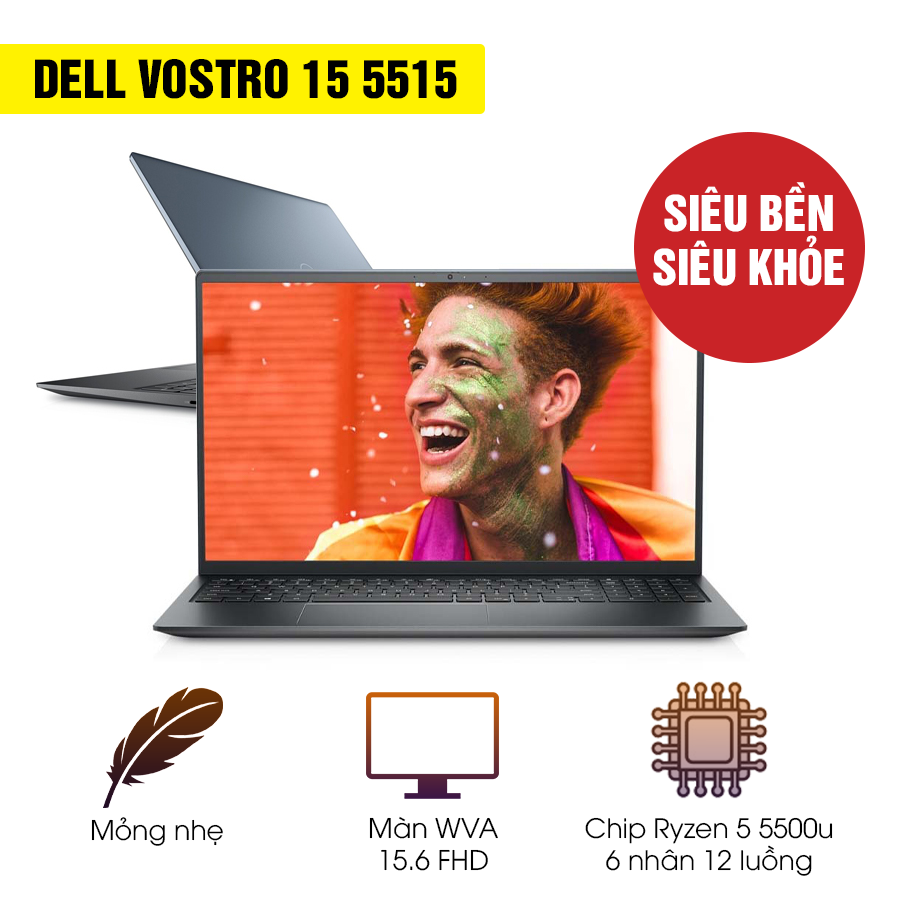 DELL VOSTRO 15 5515
SIÊU BỀN
SIÊU KHỎE
Mỏng nhẹ
Màn WVA
15.6 FHD
Chip Ryzen 5 5500u
6 nhân 12 luồng